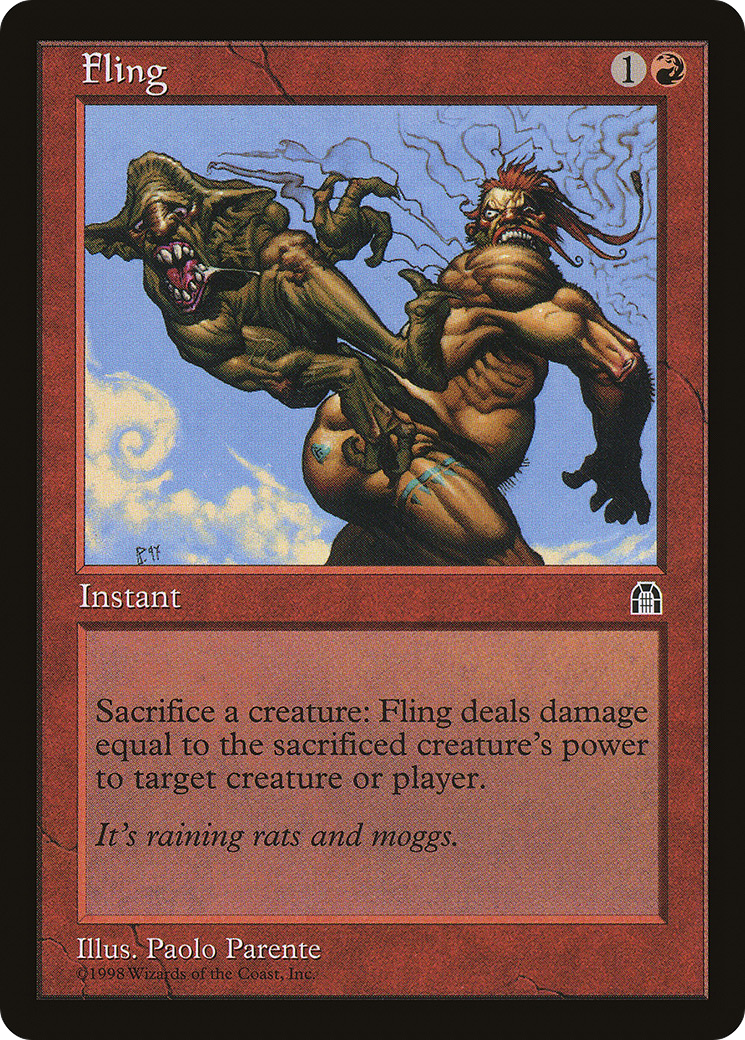 Fling
1
P. 97
Instant
Sacrifice a creature: Fling deals damage
equal to the sacrificed creature's power
to target creature or player.
It's raining rats and moggs.
Illus. Paolo Parente
©1998 Wizards of the Coast, Inc.